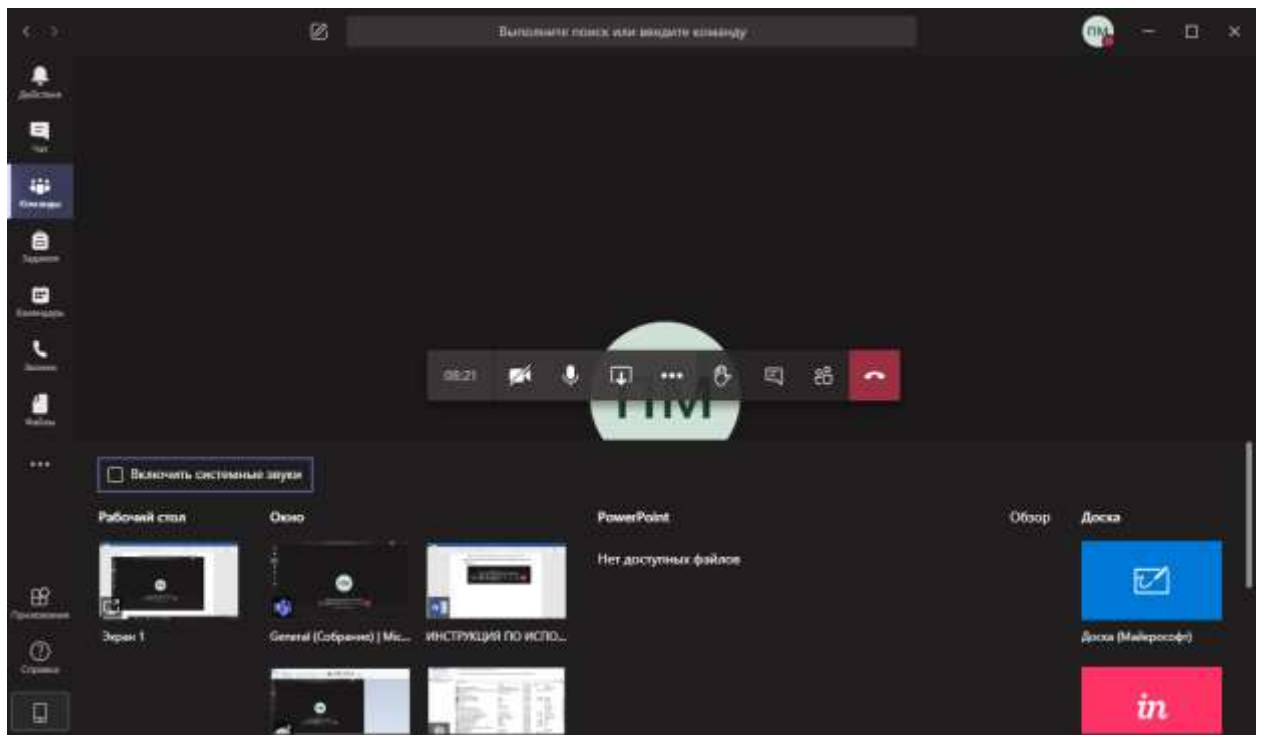 Выполните поиск или введите команду
ПМ
Действия
Чат
Команды
Задания
Календарь
Звонки
Файлы
08:21
ПМ
Включить системные звуки
Рабочий стол
Окно
PowerPoint
Обзор
Доска
Нет доступных файлов
Экран 1
General (Собрание) | Mic...
ИНСТРУКЦИЯ ПО ИСПО...
Доска (Майкрософт)
Приложения
Справка
in